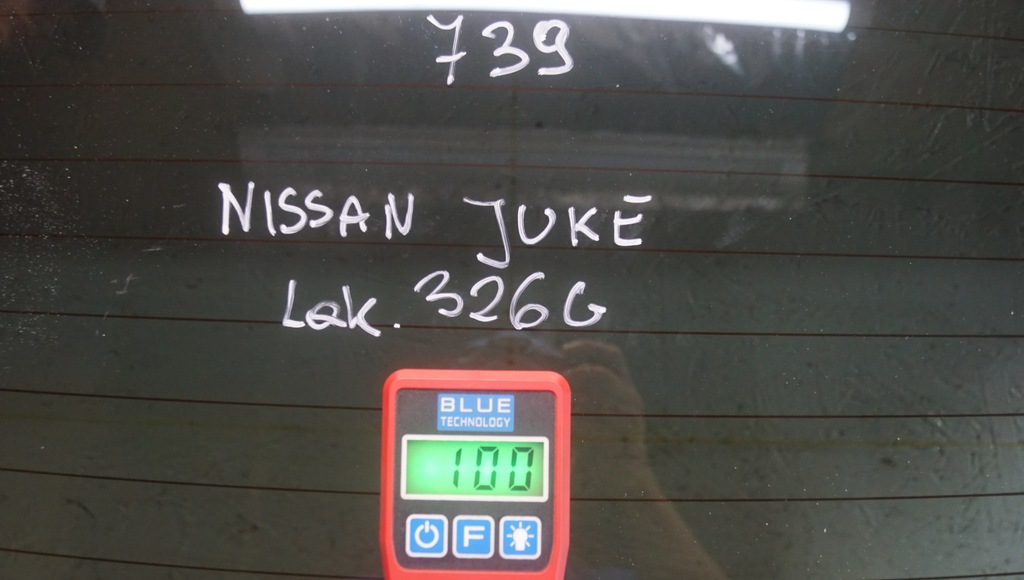 739
NISSAN JUKE
Lak. 326G
BLUE
TECHNOLOGY
100
F